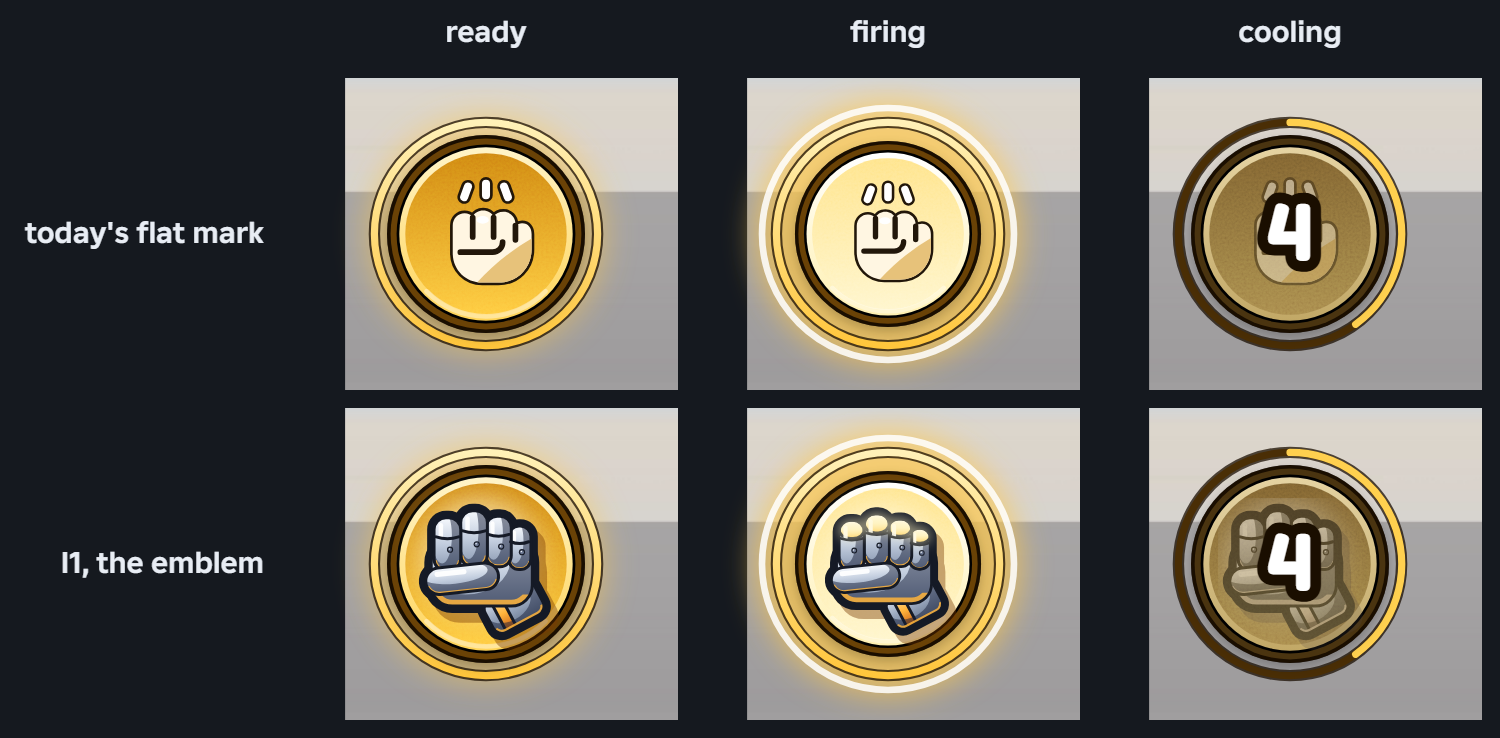 ready firing cooling
today's flat mark
4
I1, the emblem
4